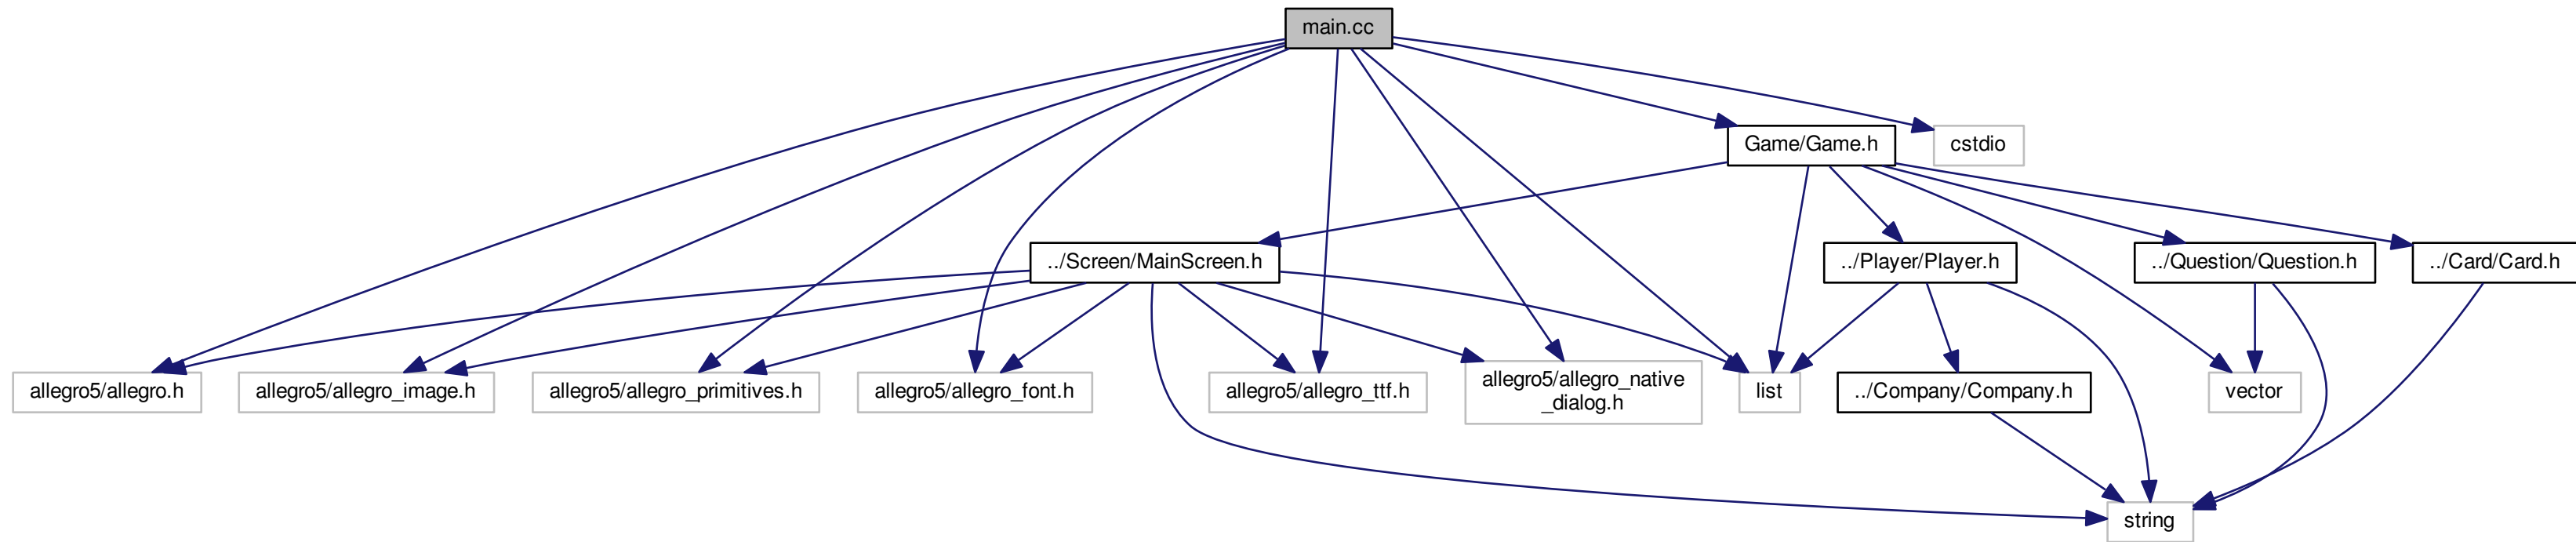 main.cc
Game/Game.h
cstdio
../Screen/MainScreen.h
../Player/Player.h
../Question/Question.h
../Card/Card.h
allegro5/allegro.h
allegro5/allegro_image.h
allegro5/allegro_primitives.h
allegro5/allegro_font.h
allegro5/allegro_ttf.h
allegro5/allegro_native
_dialog.h
list
../Company/Company.h
vector
string